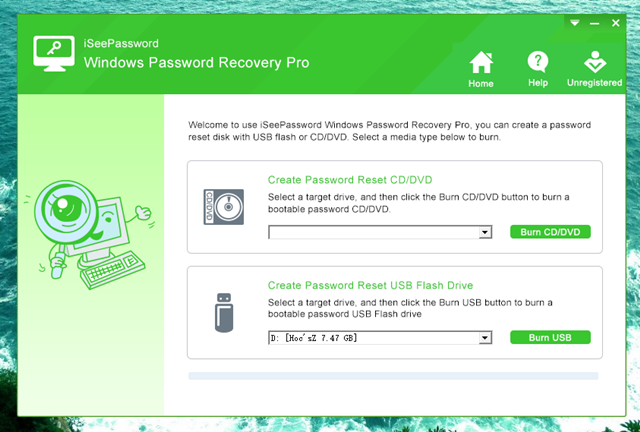 iSeePassword
Windows Password Recovery Pro
Home
Help
Unregistered
Welcome to use iSeePassword Windows Password Recovery Pro, you can create a password
reset disk with USB flash or CD/DVD. Select a media type below to burn.
CD/DVD
Create Password Reset CD/DVD
Select a target drive, and then click the Burn CD/DVD button to burn a
bootable password CD/DVD.
Burn CD/DVD
Create Password Reset USB Flash Drive
Select a target drive, and then click the Burn USB button to burn a
bootable password USB Flash drive
D: [Hoc'sZ 7.47 GB]
Burn USB